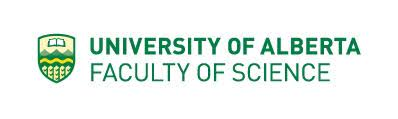 UNIVERSITY OF ALBERTA
FACULTY OF SCIENCE